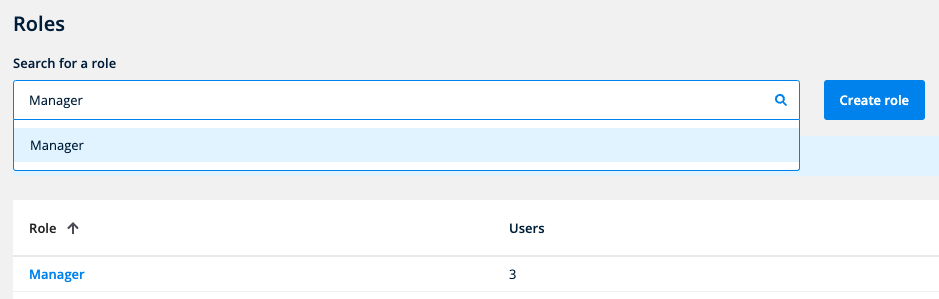 Roles
Search for a role
Manager
Create role
Manager
Role Users
Manager 3